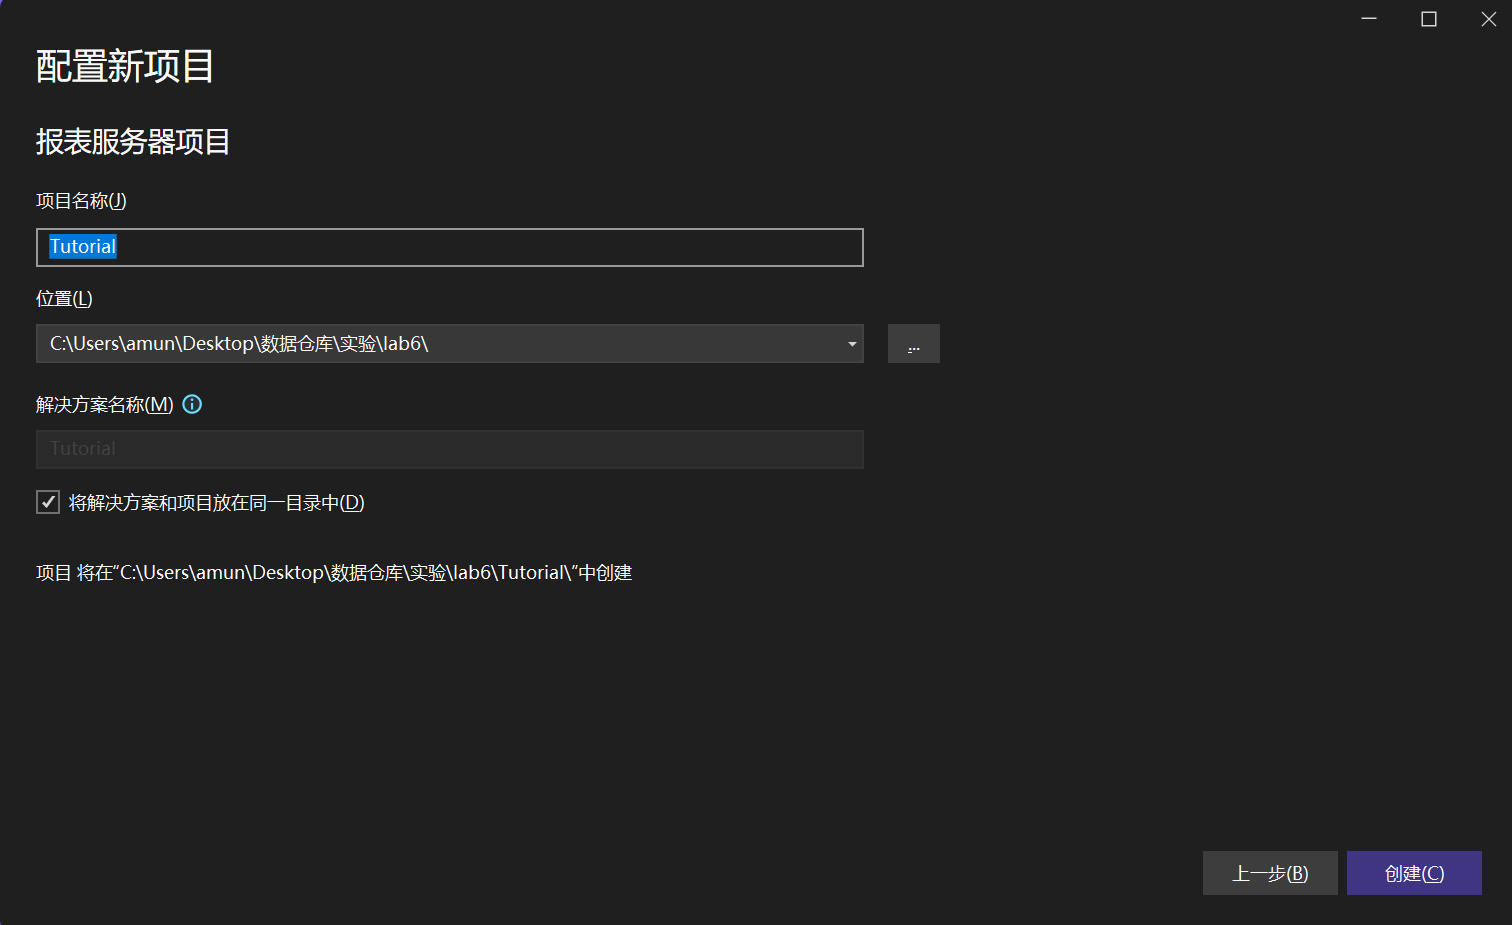 配置新项目
报表服务器项目
项目名称(J)
Tutorial
位置(L)
C:\Users\amun\Desktop\数据仓库\实验\lab6\
...
解决方案名称(M)
Tutorial
将解决方案和项目放在同一目录中(D)
项目 将在“C:\Users\amun\Desktop\数据仓库\实验\lab6\Tutorial\”中创建
上一步(B)
创建(C)